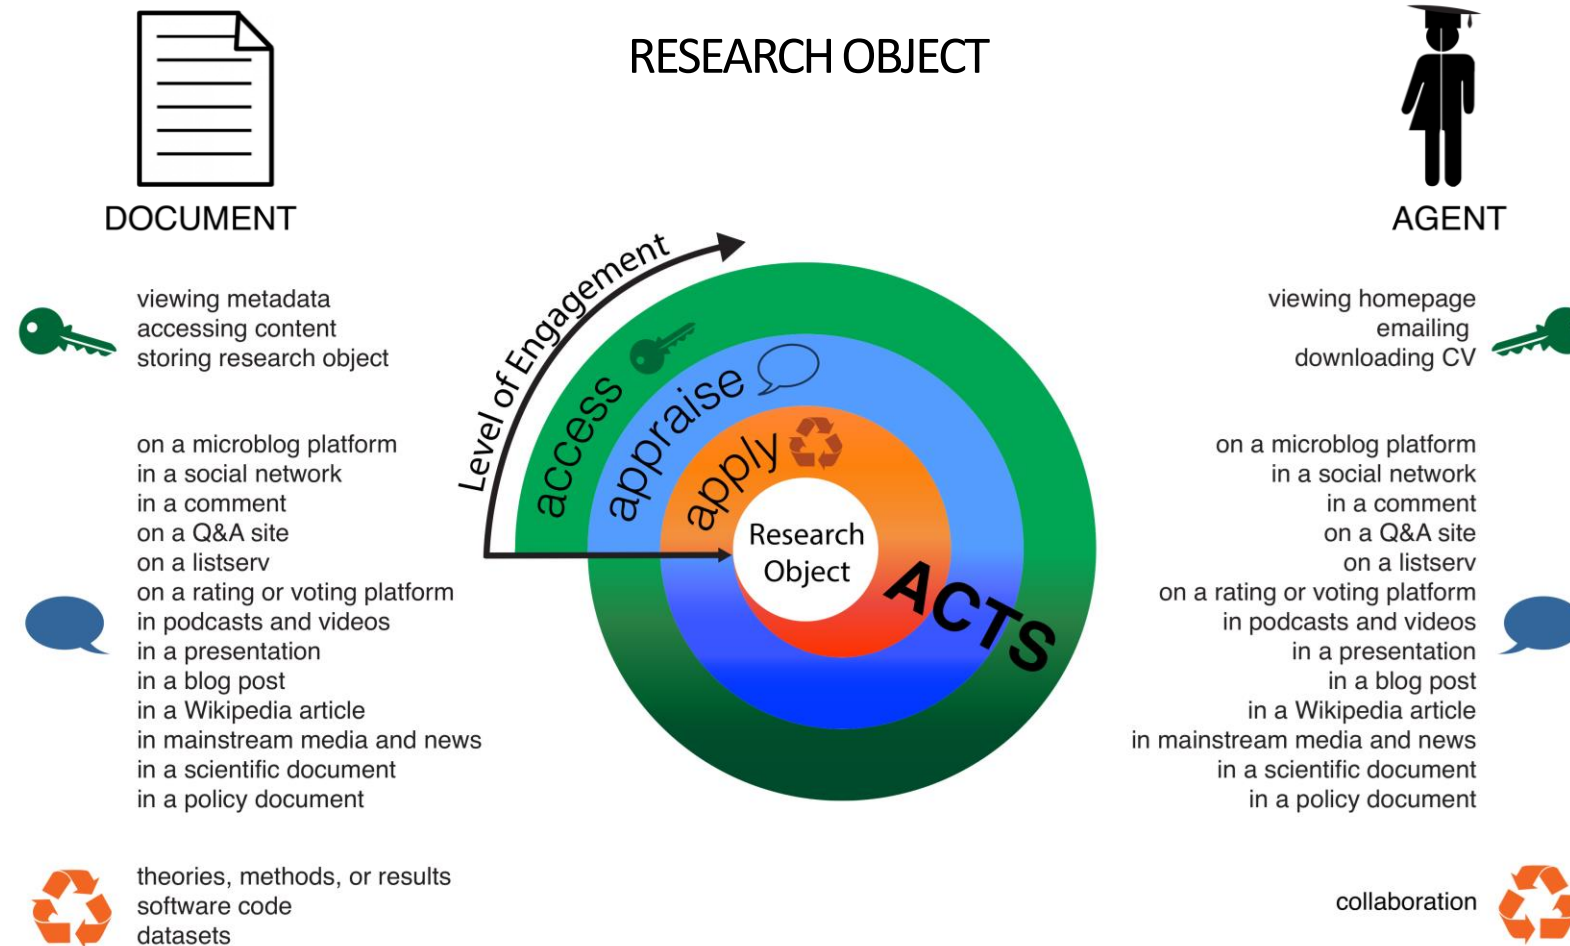 RESEARCH OBJECT
DOCUMENT
viewing metadata
accessing content
storing research object
on a microblog platform
in a social network
in a comment
on a Q&A site
on a listserv
on a rating or voting platform
in podcasts and videos
in a presentation
in a blog post
in a Wikipedia article
in mainstream media and news
in a scientific document
in a policy document
theories, methods, or results
software code
datasets
Level of Engagement
access
appraise
apply
Research
Object
ACTS
AGENT
viewing homepage
emailing
downloading CV
on a microblog platform
in a social network
in a comment
on a Q&A site
on a listserv
on a rating or voting platform
in podcasts and videos
in a presentation
in a blog post
in a Wikipedia article
in mainstream media and news
in a scientific document
in a policy document
collaboration